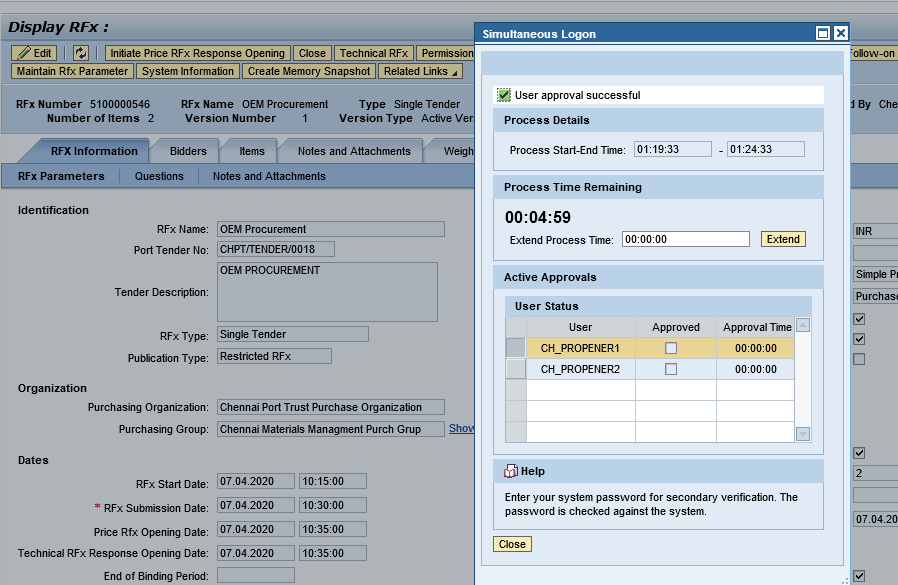 Display RFx :
Edit
Initiate Price RFx Response Opening
Close
Technical RFx
Permission
Follow-on
Maintain Rfx Parameter
System Information
Create Memory Snapshot
Related Links
RFx Number 5100000546 RFx Name OEM Procurement Type Single Tender
d By Che
Number of Items 2 Version Number 1 Version Type Active Ver
RFX Information
Bidders
Items
Notes and Attachments
Weigh
RFx Parameters
Questions
Notes and Attachments
Identification
RFx Name: OEM Procurement
Port Tender No: CHPT/TENDER/0018
Tender Description: OEM PROCUREMENT
RFx Type: Single Tender
Publication Type: Restricted RFx
Organization
Purchasing Organization: Chennai Port Trust Purchase Organization
Purchasing Group: Chennai Materials Managment Purch Grup Show
Dates
RFx Start Date: 07.04.2020 10:15:00
* RFx Submission Date: 07.04.2020 10:30:00
Price Rfx Opening Date: 07.04.2020 10:35:00
Technical RFx Response Opening Date: 07.04.2020 10:35:00
End of Binding Period:
INR
Simple Pr
Purchase
2
07.04.20
Simultaneous Logon
User approval successful
Process Details
Process Start-End Time: 01:19:33 - 01:24:33
Process Time Remaining
00:04:59
Extend Process Time: 00:00:00 Extend
Active Approvals
User Status
User Approved Approval Time
CH_PROPENER1 00:00:00
CH_PROPENER2 00:00:00
Help
Enter your system password for secondary verification. The
password is checked against the system.
Close